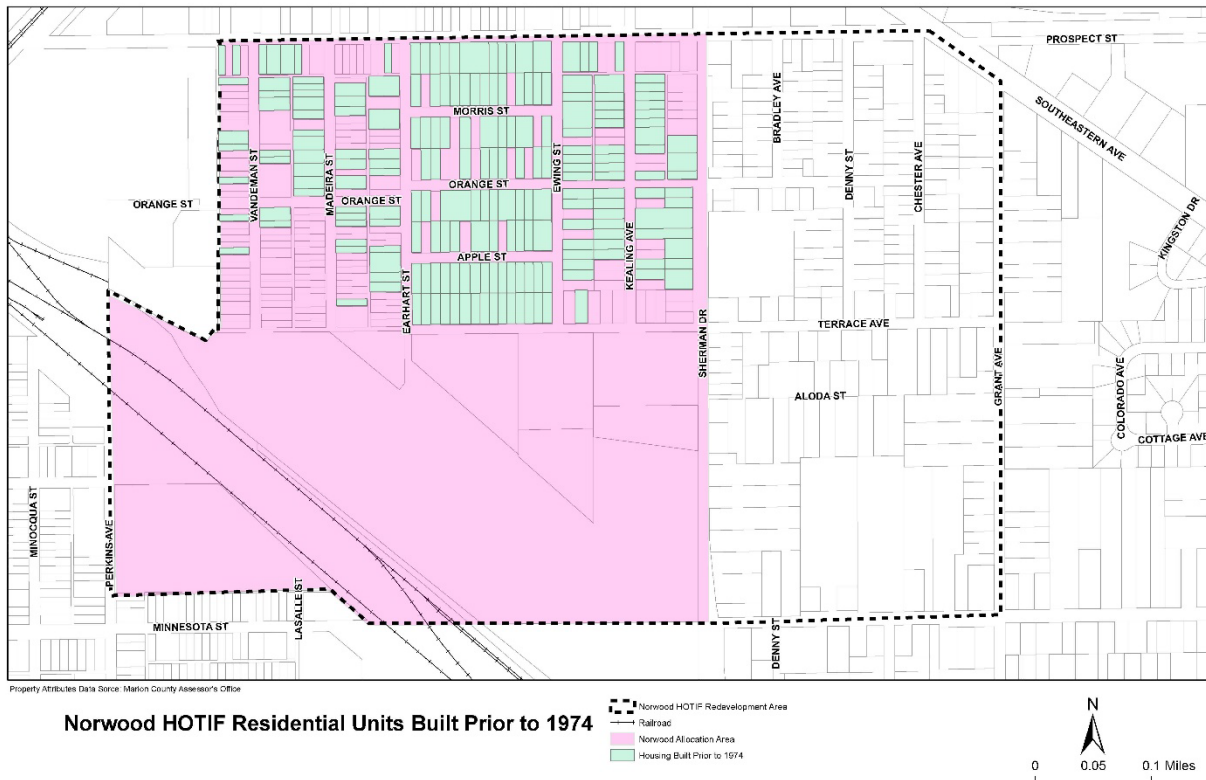 PROSPECT ST
BRADLEY AVE
SOUTHEASTERN AVE
MORRIS ST
VANDEMAN ST
MADEIRA ST
EWING ST
DENNY ST
CHESTER AVE
ORANGE ST
ORANGE ST
ORANGE ST
KINGSTON DR
KEALING AVE
APPLE ST
EARHART ST
SHERMAN DR
TERRACE AVE
GRANT AVE
COLORADO AVE
ALODA ST
COTTAGE AVE
MINOCQUA ST
PERKINS AVE
LASALLE ST
MINNESOTA ST
DENNY ST
Property Attributes Data Sorce: Marion County Assessor's Office
Norwood HOTIF Residential Units Built Prior to 1974
Norwood HOTIF Redevelopment Area
Railroad
Norwood Allocation Area
Housing Built Prior to 1974
N
0 0.05 0.1 Miles